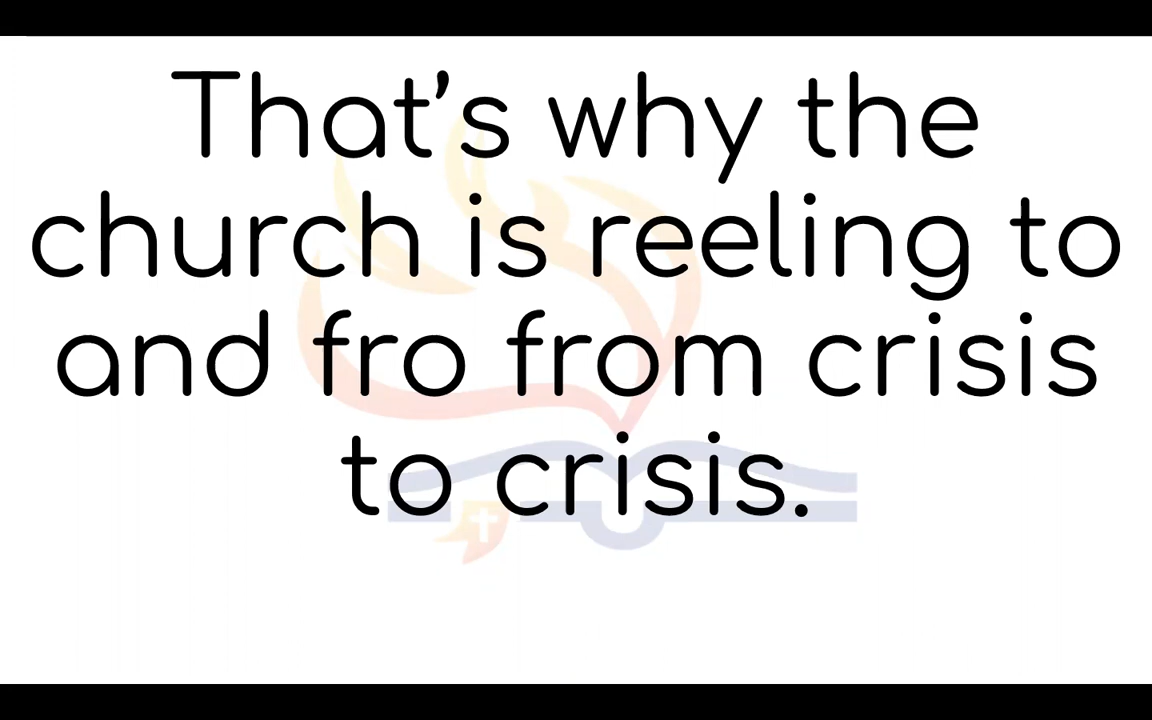 That’s why the
church is reeling to
and fro from crisis
to crisis.